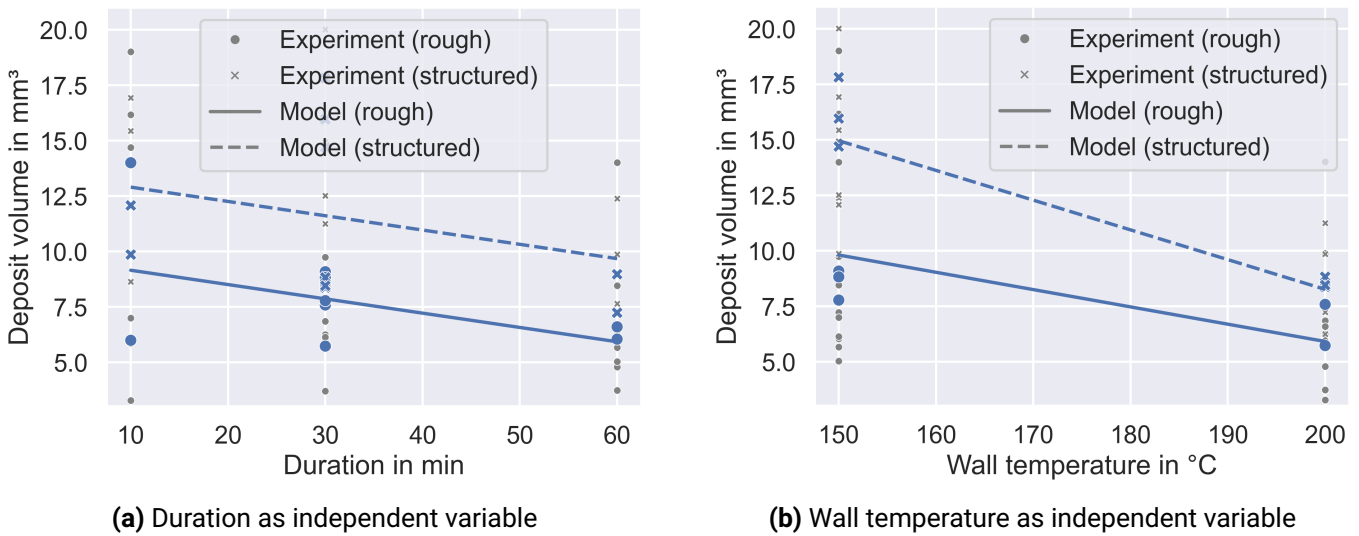 20.0
17.5
15.0
12.5
10.0
7.5
5.0
Deposit volume in mm³
Experiment (rough)
Experiment (structured)
Model (rough)
Model (structured)
10 20 30 40 50 60
Duration in min
(a) Duration as independent variable
20.0
17.5
15.0
12.5
10.0
7.5
5.0
Deposit volume in mm³
Experiment (rough)
Experiment (structured)
Model (rough)
Model (structured)
150 160 170 180 190 200
Wall temperature in °C
(b) Wall temperature as independent variable